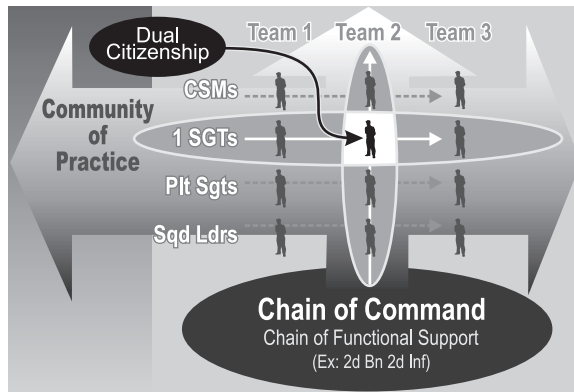 Team 1 Team 2 Team 3
Dual
Citizenship
CSMs
Community
of
Practice
1 SGTs
Plt Sgts
Sqd Ldrs
Chain of Command
Chain of Functional Support
(Ex: 2d Bn 2d Inf)